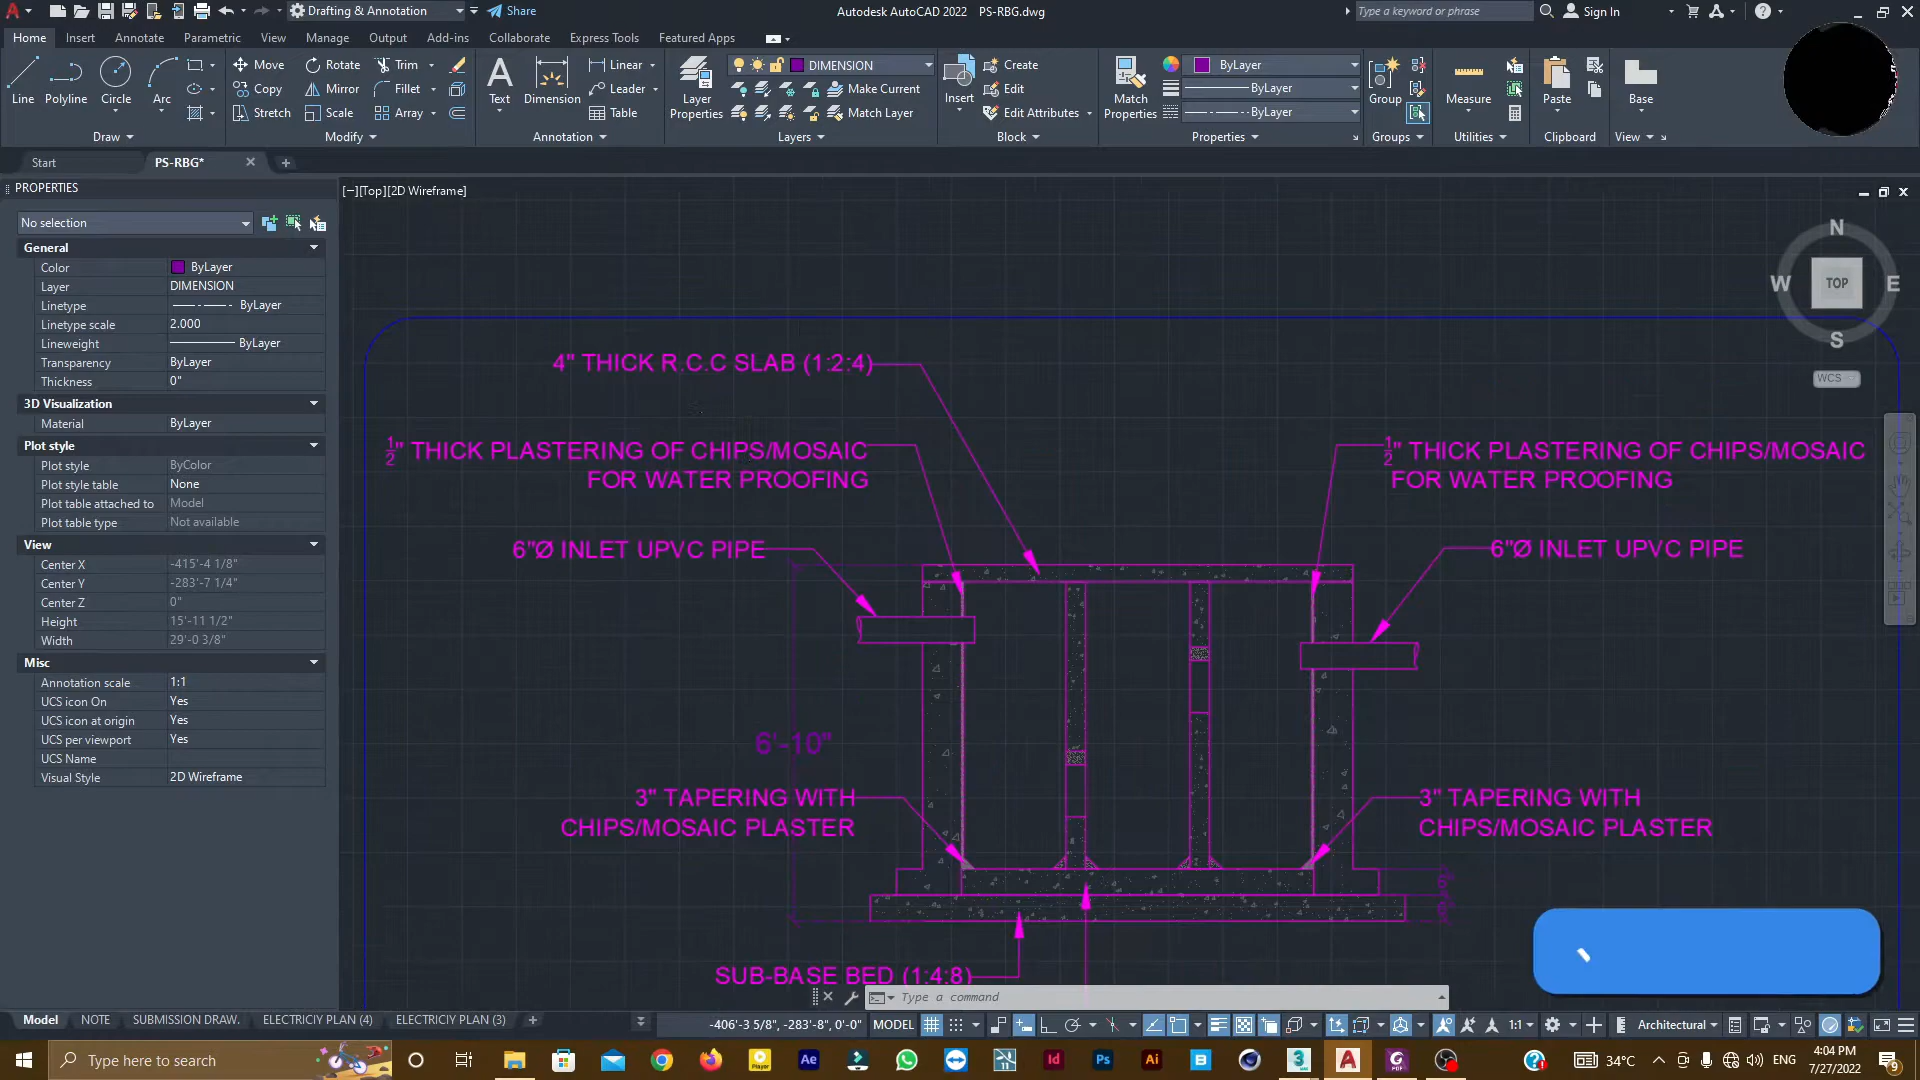 Drafting & Annotation
Share
Autodesk AutoCAD 2022 PS-RBG.dwg
Type a keyword or phrase
Sign In
Home Insert Annotate Parametric View Manage Output Add-ins Collaborate Express Tools Featured Apps
Line Polyline Circle Arc
Draw
Move Rotate Trim
Copy Mirror Fillet
Stretch Scale Array
Modify
Text Dimension
Linear
Leader
Table
Annotation
Layer Properties
DIMENSION
Make Current
Match Layer
Layers
Insert
Create
Edit
Edit Attributes
Block
Match Properties
ByLayer
ByLayer
ByLayer
Properties
Group
Groups
Measure
Utilities
Paste
Clipboard
Base
View
Start PS-RBG*
PROPERTIES
[−][Top][2D Wireframe]
No selection
General
Color ByLayer
Layer DIMENSION
Linetype ByLayer
Linetype scale 2.000
Lineweight ByLayer
Transparency ByLayer
Thickness 0"
3D Visualization
Material ByLayer
Plot style
Plot style ByColor
Plot style table None
Plot table attached to Model
Plot table type Not available
View
Center X -415'-4 1/8"
Center Y -283'-7 1/4"
Center Z 0"
Height 15'-11 1/2"
Width 29'-0 3/8"
Misc
Annotation scale 1:1
UCS icon On Yes
UCS icon at origin Yes
UCS per viewport Yes
UCS Name
Visual Style 2D Wireframe
N
W TOP E
S
WCS
4" THICK R.C.C SLAB (1:2:4)
1/2" THICK PLASTERING OF CHIPS/MOSAIC
FOR WATER PROOFING
1/2" THICK PLASTERING OF CHIPS/MOSAIC
FOR WATER PROOFING
6"Ø INLET UPVC PIPE
6"Ø INLET UPVC PIPE
6'-10"
3" TAPERING WITH
CHIPS/MOSAIC PLASTER
3" TAPERING WITH
CHIPS/MOSAIC PLASTER
SUB-BASE BED (1:4:8)
Type a command
Model NOTE SUBMISSION DRAW. ELECTRICIY PLAN (4) ELECTRICIY PLAN (3)
-406'-3 5/8", -283'-8", 0'-0" MODEL
1:1
Architectural
Type here to search
34°C
ENG
4:04 PM
7/27/2022